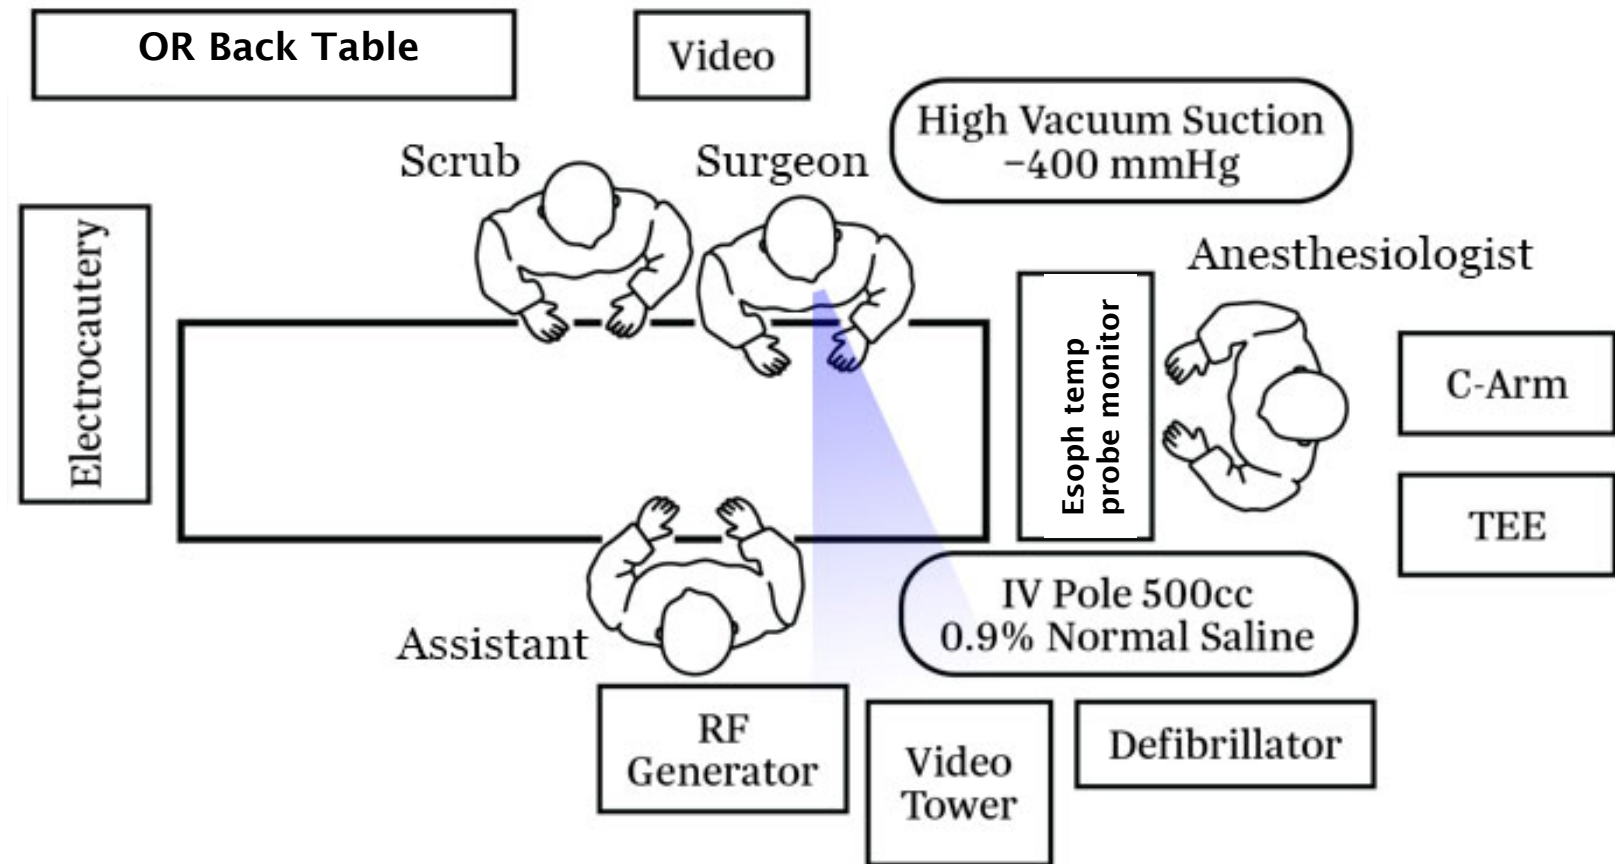 OR Back Table
Video
High Vacuum Suction
−400 mmHg
Scrub
Surgeon
Anesthesiologist
Electrocautery
Esoph temp
probe monitor
C-Arm
TEE
IV Pole 500cc
0.9% Normal Saline
Assistant
RF
Generator
Video
Tower
Defibrillator